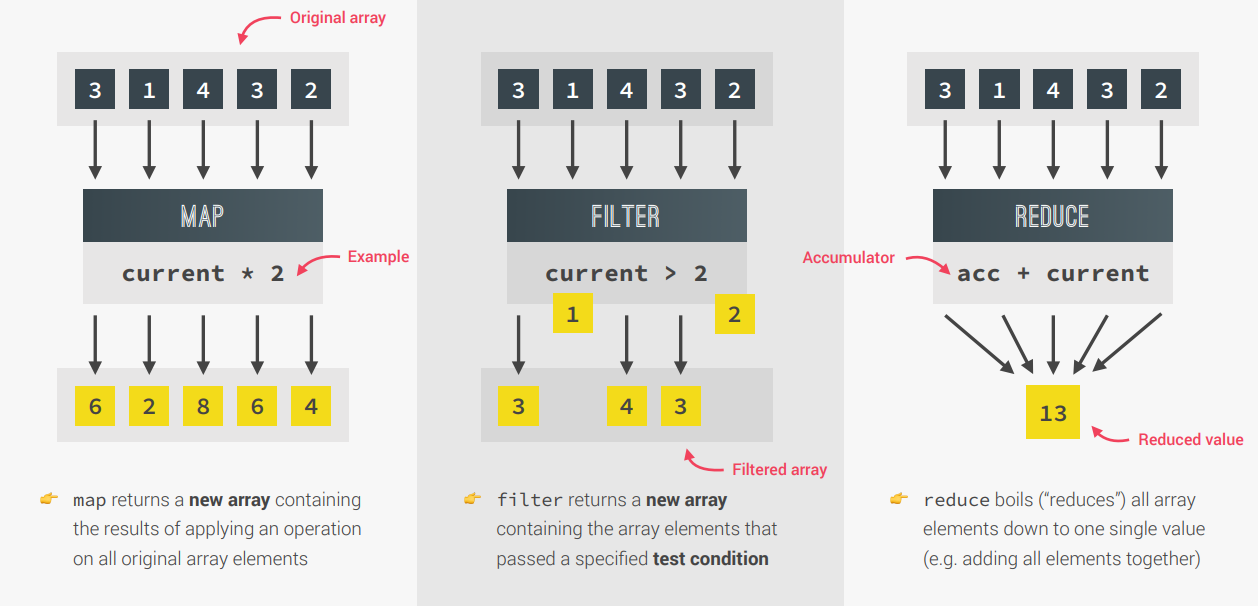 Original array
3 1 4 3 2
MAP
current * 2
Example
6 2 8 6 4
👉 map returns a new array containing
the results of applying an operation
on all original array elements
3 1 4 3 2
FILTER
current > 2
1 2
3 4 3
Filtered array
👉 filter returns a new array
containing the array elements that
passed a specified test condition
3 1 4 3 2
REDUCE
Accumulator
acc + current
13
Reduced value
👉 reduce boils (“reduces”) all array
elements down to one single value
(e.g. adding all elements together)